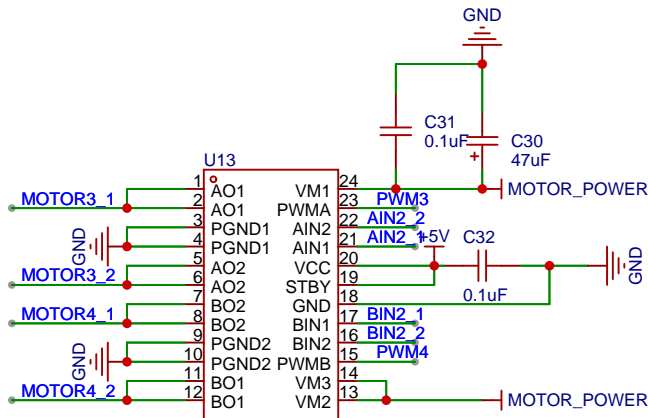 GND
C31
0.1uF
C30
47uF
+
U13
MOTOR_POWER
1 AO1 VM1 24
MOTOR3_1 2 AO1 PWMA 23 PWM3
3 PGND1 AIN2 22 AIN2_2
GND 4 PGND1 AIN1 21 AIN2_1
+5V
C32
0.1uF
GND
MOTOR3_2
5 AO2 VCC 20
6 AO2 STBY 19
MOTOR4_1
7 BO2 GND 18
8 BO2 BIN1 17 BIN2_1
9 PGND2 BIN2 16 BIN2_2
GND 10 PGND2 PWMB 15 PWM4
11 BO1 VM3 14
MOTOR4_2 12 BO1 VM2 13 MOTOR_POWER